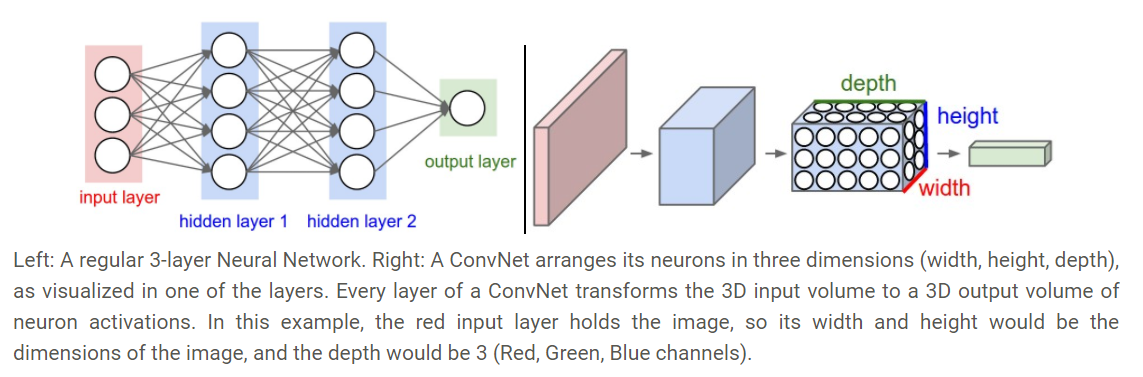 input layer
hidden layer 1
hidden layer 2
output layer
depth
height
width
Left: A regular 3-layer Neural Network. Right: A ConvNet arranges its neurons in three dimensions (width, height, depth),
as visualized in one of the layers. Every layer of a ConvNet transforms the 3D input volume to a 3D output volume of
neuron activations. In this example, the red input layer holds the image, so its width and height would be the
dimensions of the image, and the depth would be 3 (Red, Green, Blue channels).